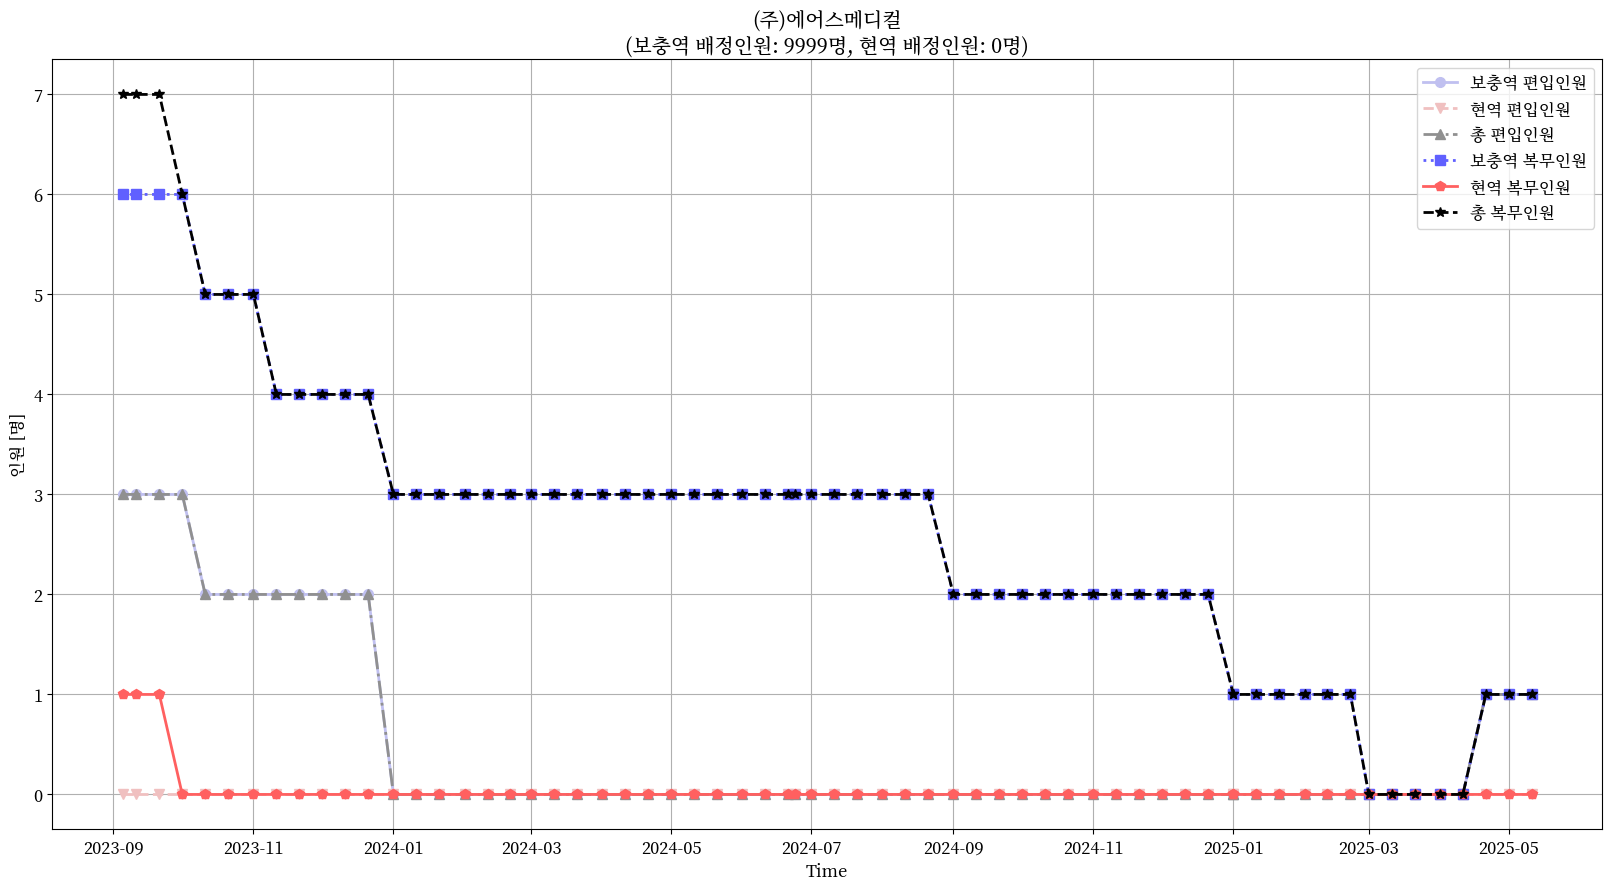 (주)에어스메디컬
(보충역 배정인원: 9999명, 현역 배정인원: 0명)
보충역 편입인원
현역 편입인원
총 편입인원
보충역 복무인원
현역 복무인원
총 복무인원
인원 [명]
7
6
5
4
3
2
1
0
2023-09 2023-11 2024-01 2024-03 2024-05 2024-07 2024-09 2024-11 2025-01 2025-03 2025-05
Time